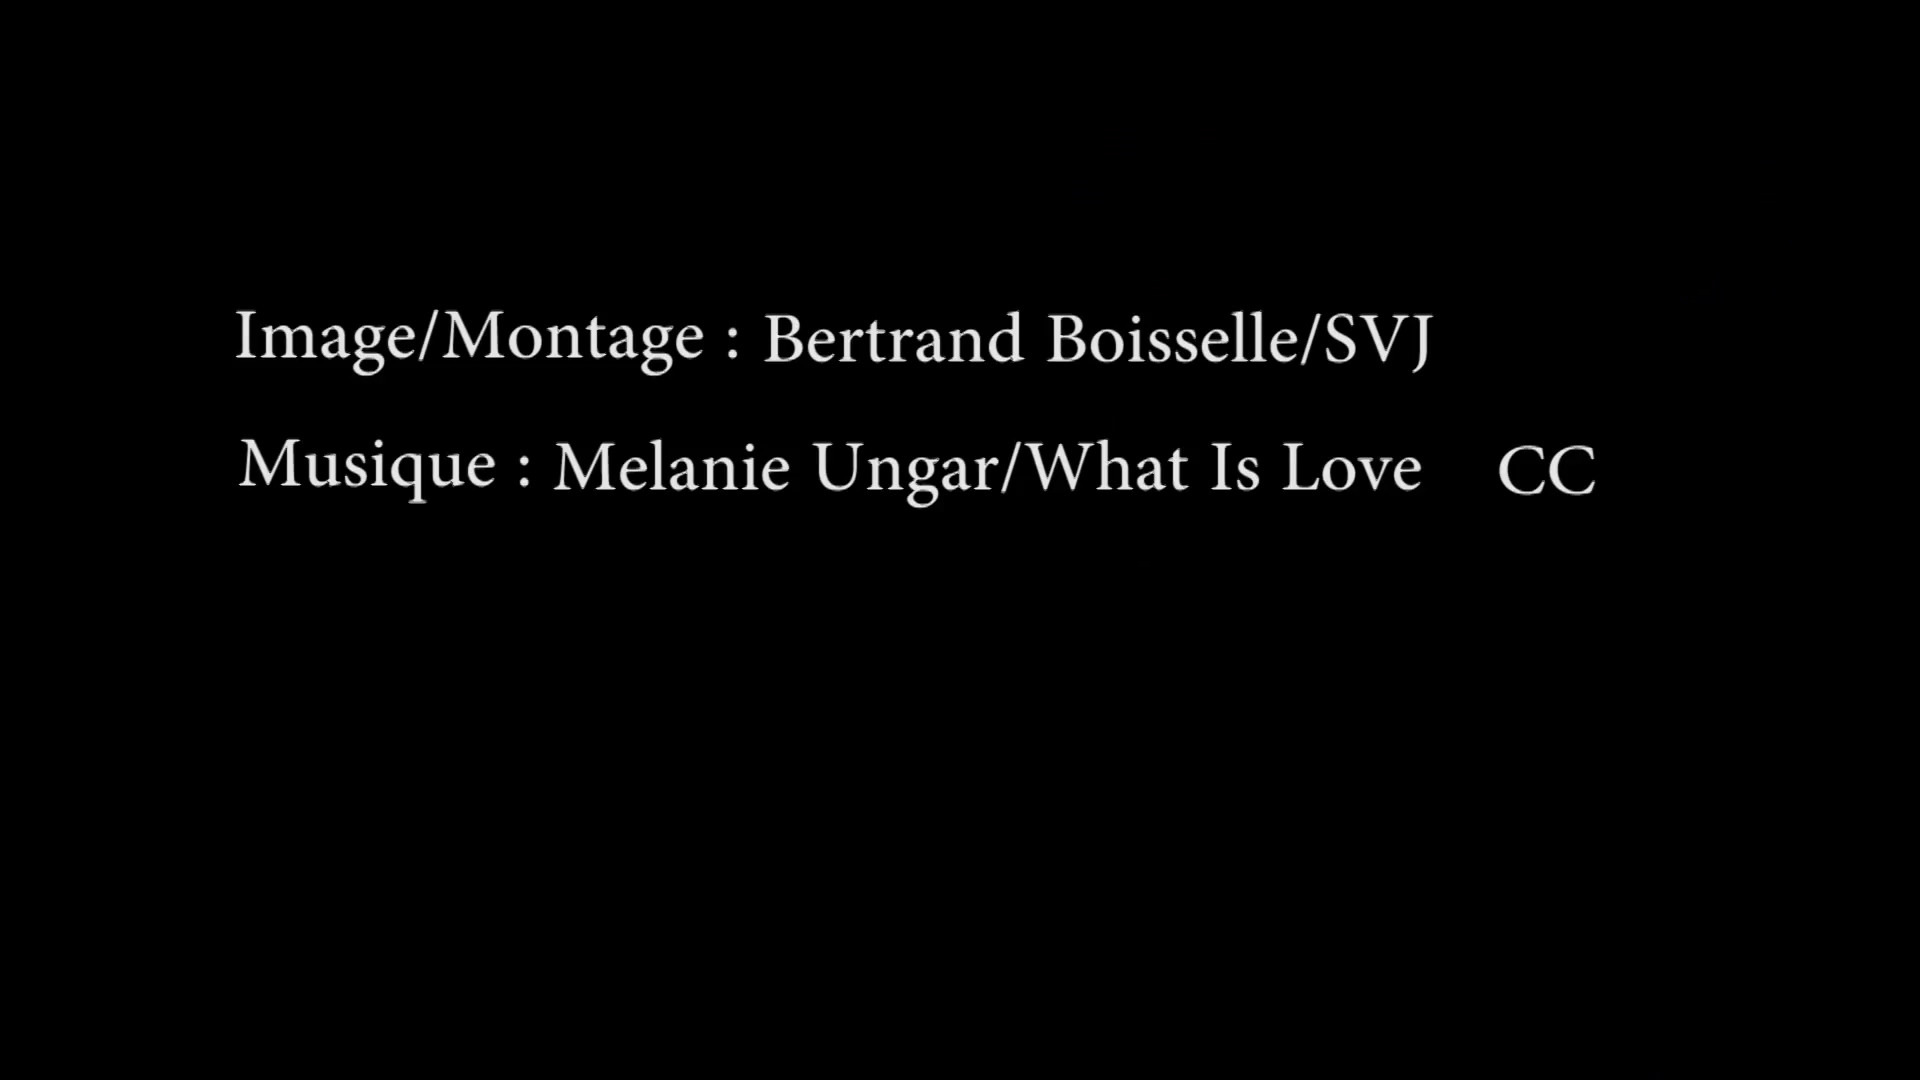 Image/Montage : Bertrand Boisselle/SVJ
Musique : Melanie Ungar/What Is Love CC